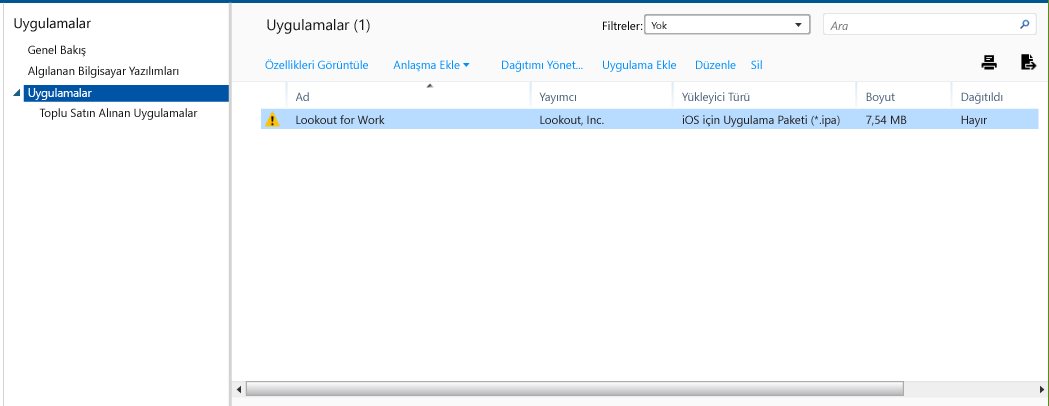 Uygulamalar
Genel Bakış
Algılanan Bilgisayar Yazılımları
Uygulamalar
Toplu Satın Alınan Uygulamalar
Uygulamalar (1)
Filtreler: Yok
Ara
Özellikleri Görüntüle Anlaşma Ekle Dağıtımı Yönet... Uygulama Ekle Düzenle Sil
Ad Yayımcı Yükleyici Türü Boyut Dağıtıldı
Lookout for Work Lookout, Inc. iOS için Uygulama Paketi (*.ipa) 7,54 MB Hayır